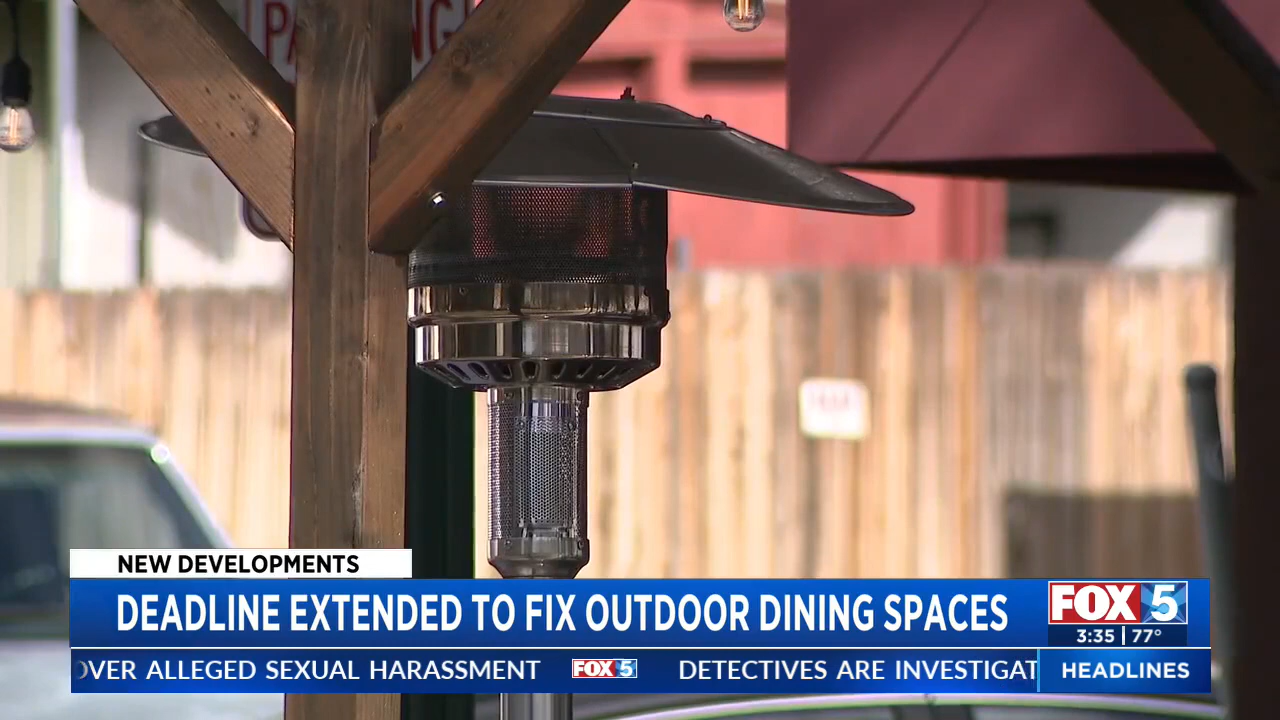 NEW DEVELOPMENTS
DEADLINE EXTENDED TO FIX OUTDOOR DINING SPACES
FOX 5
3:35 | 77°
OVER ALLEGED SEXUAL HARASSMENT FOX 5 DETECTIVES ARE INVESTIGAT
HEADLINES